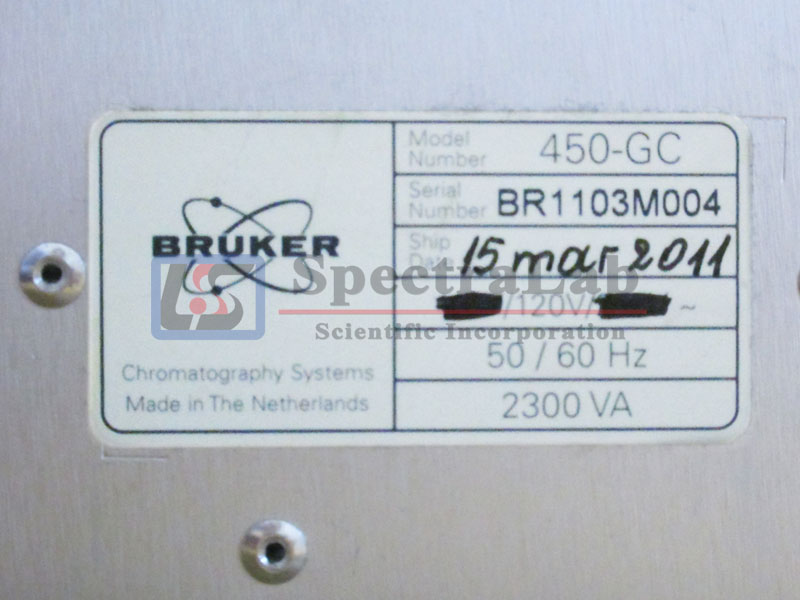 BRUKER
Chromatography Systems
Made in The Netherlands
Model Number 450-GC
Serial Number BR1103M004
Ship Date 15 mar 2011
/120V/ ~
50 / 60 Hz
2300 VA
LS SpectraLab
Scientific Incorporation